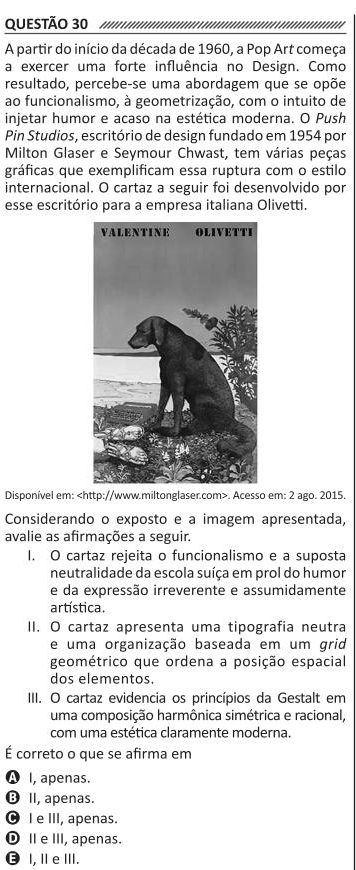 QUESTÃO 30
A partir do início da década de 1960, a Pop Art começa
a exercer uma forte influência no Design. Como
resultado, percebe-se uma abordagem que se opõe
ao funcionalismo, à geometrização, com o intuito de
injetar humor e acaso na estética moderna. O Push
Pin Studios, escritório de design fundado em 1954 por
Milton Glaser e Seymour Chwast, tem várias peças
gráficas que exemplificam essa ruptura com o estilo
internacional. O cartaz a seguir foi desenvolvido por
esse escritório para a empresa italiana Olivetti.
VALENTINE OLIVETTI
Disponível em: <http://www.miltonglaser.com>. Acesso em: 2 ago. 2015.
Considerando o exposto e a imagem apresentada,
avalie as afirmações a seguir.
I. O cartaz rejeita o funcionalismo e a suposta
neutralidade da escola suíça em prol do humor
e da expressão irreverente e assumidamente
artística.
II. O cartaz apresenta uma tipografia neutra
e uma organização baseada em um grid
geométrico que ordena a posição espacial
dos elementos.
III. O cartaz evidencia os princípios da Gestalt em
uma composição harmônica simétrica e racional,
com uma estética claramente moderna.
É correto o que se afirma em
A I, apenas.
B II, apenas.
C I e III, apenas.
D II e III, apenas.
E I, II e III.